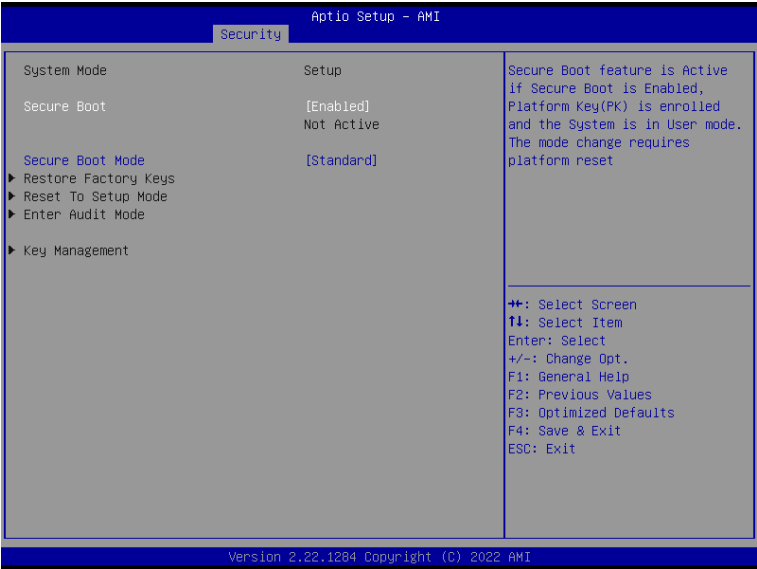 Aptio Setup – AMI
Security
System Mode Setup
Secure Boot [Enabled]
Not Active
Secure Boot Mode [Standard]
▶ Restore Factory Keys
▶ Reset To Setup Mode
▶ Enter Audit Mode
▶ Key Management
Secure Boot feature is Active
if Secure Boot is Enabled,
Platform Key(PK) is enrolled
and the System is in User mode.
The mode change requires
platform reset
→←: Select Screen
↑↓: Select Item
Enter: Select
+/-: Change Opt.
F1: General Help
F2: Previous Values
F3: Optimized Defaults
F4: Save & Exit
ESC: Exit
Version 2.22.1284 Copyright (C) 2022 AMI